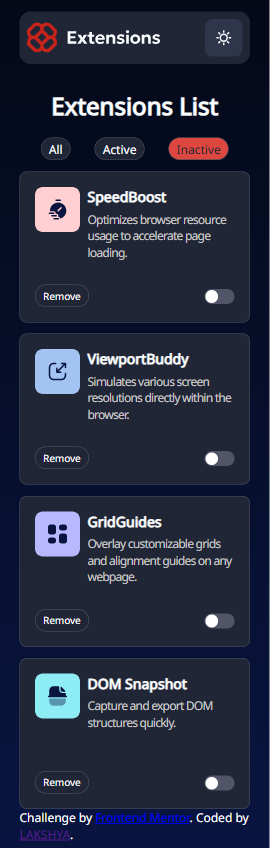 Extensions
Extensions List
All Active Inactive
SpeedBoost
Optimizes browser resource
usage to accelerate page
loading.
Remove
ViewportBuddy
Simulates various screen
resolutions directly within the
browser.
Remove
GridGuides
Overlay customizable grids
and alignment guides on any
webpage.
Remove
DOM Snapshot
Capture and export DOM
structures quickly.
Remove
Challenge by Frontend Mentor. Coded by
LAKSHYA.